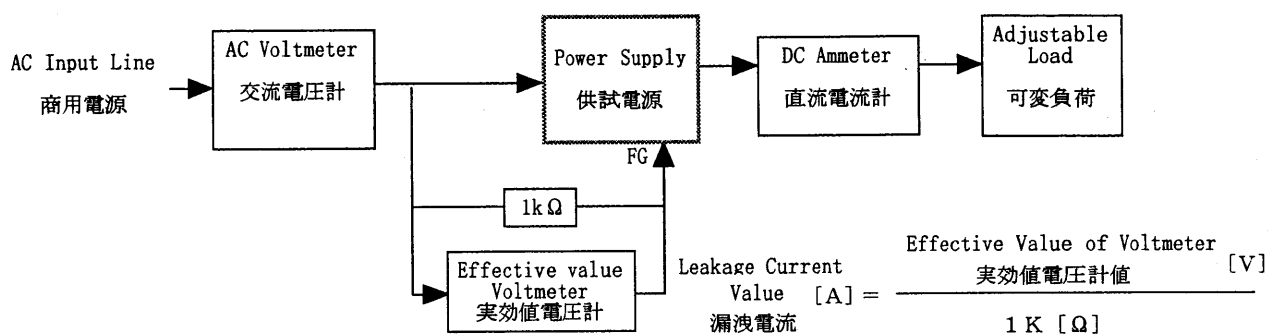 AC Input Line
商用電源
AC Voltmeter
交流電圧計
Power Supply
供試電源
DC Ammeter
直流電流計
Adjustable
Load
可変負荷
FG
1kΩ
Effective value
Voltmeter
実効値電圧計
Leakage Current
Value [A] =
漏洩電流
Effective Value of Voltmeter
実効値電圧計値 [V]
1K [Ω]